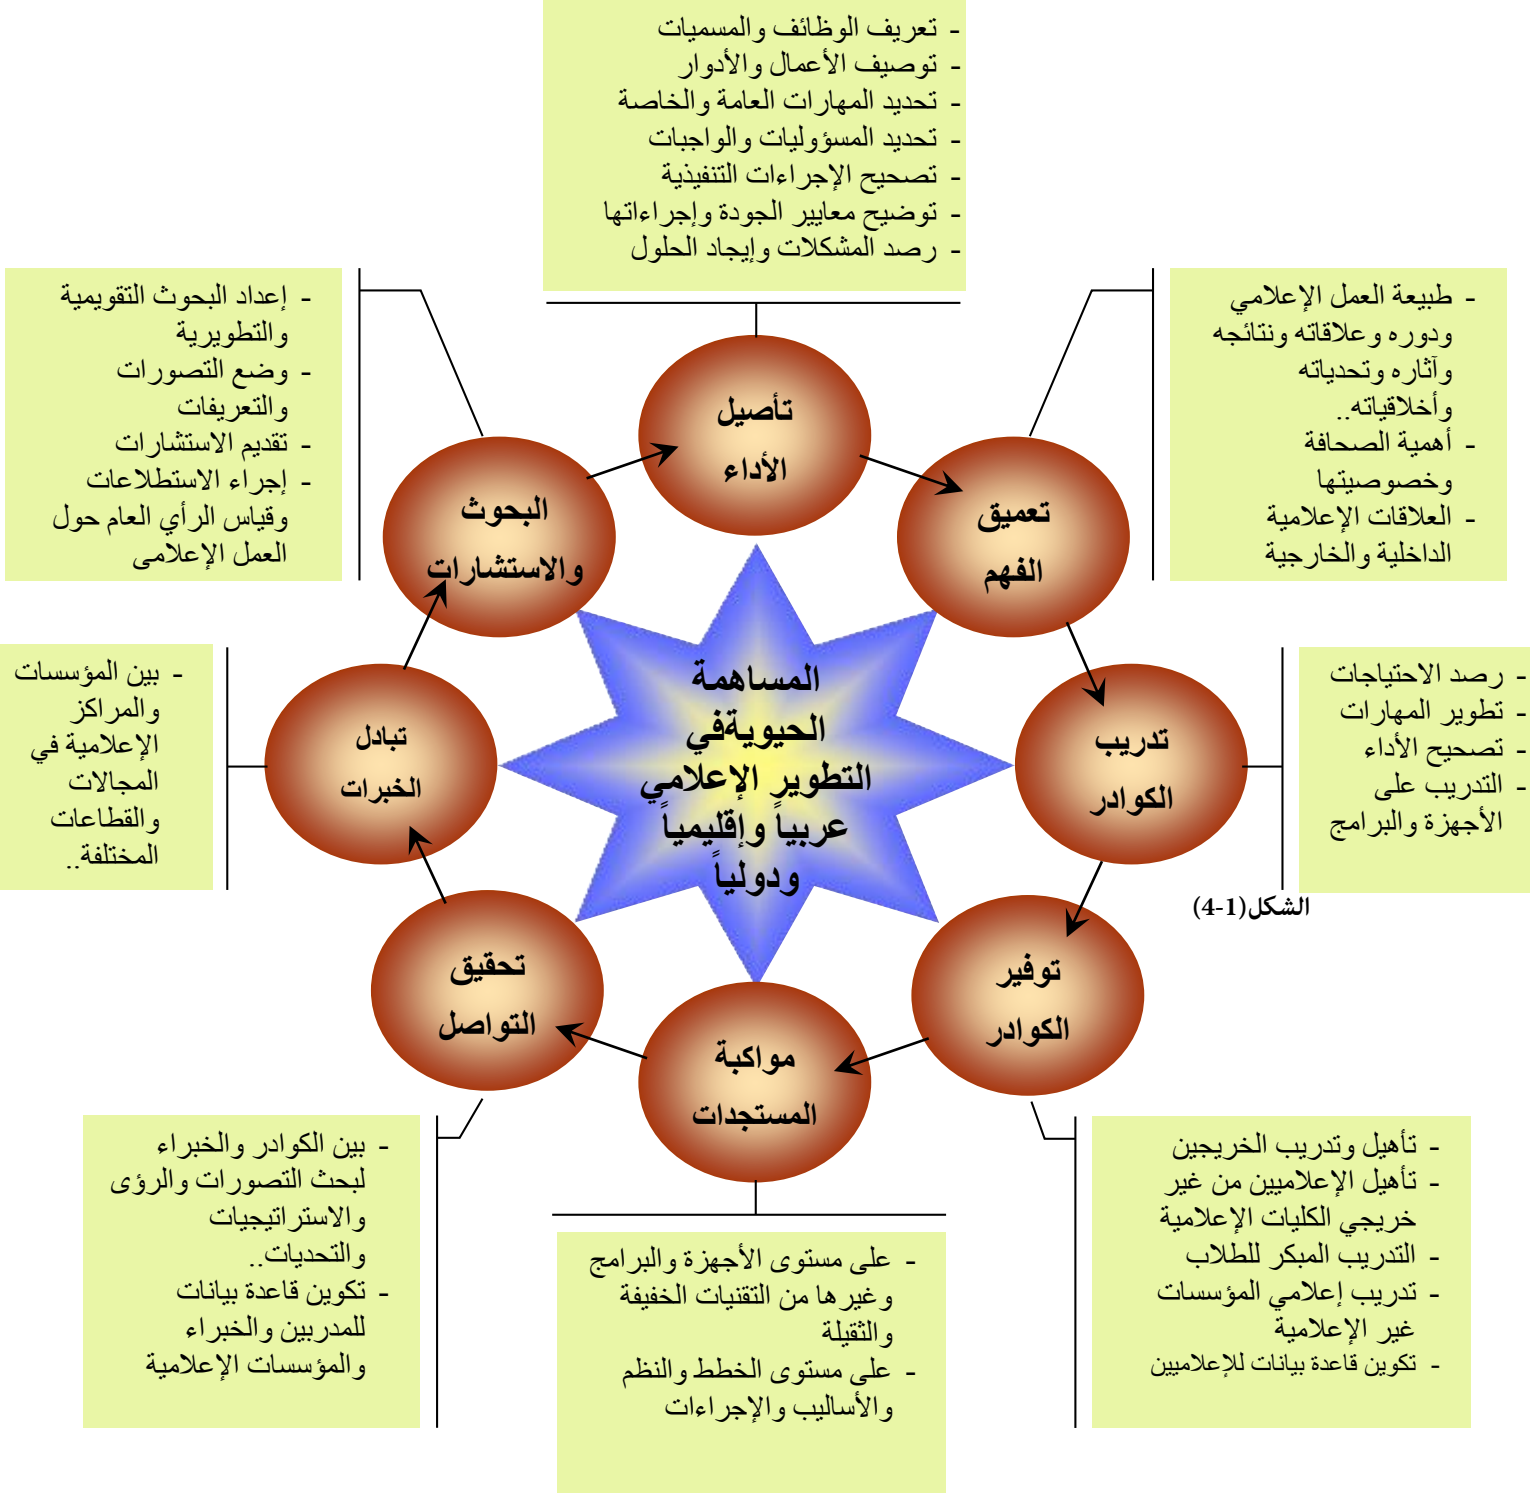 - تعريف الوظائف والمسميات
- توصيف الأعمال والأدوار
- تحديد المهارات العامة والخاصة
- تحديد المسؤوليات والواجبات
- تصحيح الإجراءات التنفيذية
- توضيح معايير الجودة وإجراءاتها
- رصد المشكلات وإيجاد الحلول
تأصيل
الأداء
- طبيعة العمل الإعلامي
ودوره وعلاقاته ونتائجه
وآثاره وتحدياته
وأخلاقياته..
- أهمية الصحافة
وخصوصيتها
- العلاقات الإعلامية
الداخلية والخارجية
تعميق
الفهم
- رصد الاحتياجات
- تطوير المهارات
- تصحيح الأداء
- التدريب على
الأجهزة والبرامج
تدريب
الكوادر
الشكل(1-4)
توفير
الكوادر
- تأهيل وتدريب الخريجين
- تأهيل الإعلاميين من غير
خريجي الكليات الإعلامية
- التدريب المبكر للطلاب
- تدريب إعلامي المؤسسات
غير الإعلامية
- تكوين قاعدة بيانات للإعلاميين
مواكبة
المستجدات
- على مستوى الأجهزة والبرامج
وغيرها من التقنيات الخفيفة
والثقيلة
- على مستوى الخطط والنظم
والأساليب والإجراءات
تحقيق
التواصل
- بين الكوادر والخبراء
لبحث التصورات والرؤى
والاستراتيجيات
والتحديات..
- تكوين قاعدة بيانات
للمدربين والخبراء
والمؤسسات الإعلامية
تبادل
الخبرات
- بين المؤسسات
والمراكز
الإعلامية في
المجالات
والقطاعات
المختلفة..
البحوث
والاستشارات
- إعداد البحوث التقويمية
والتطويرية
- وضع التصورات
والتعريفات
- تقديم الاستشارات
- إجراء الاستطلاعات
وقياس الرأي العام حول
العمل الإعلامى
المساهمة
الحيويةفي
التطوير الإعلامي
عربياً وإقليمياً
ودولياً